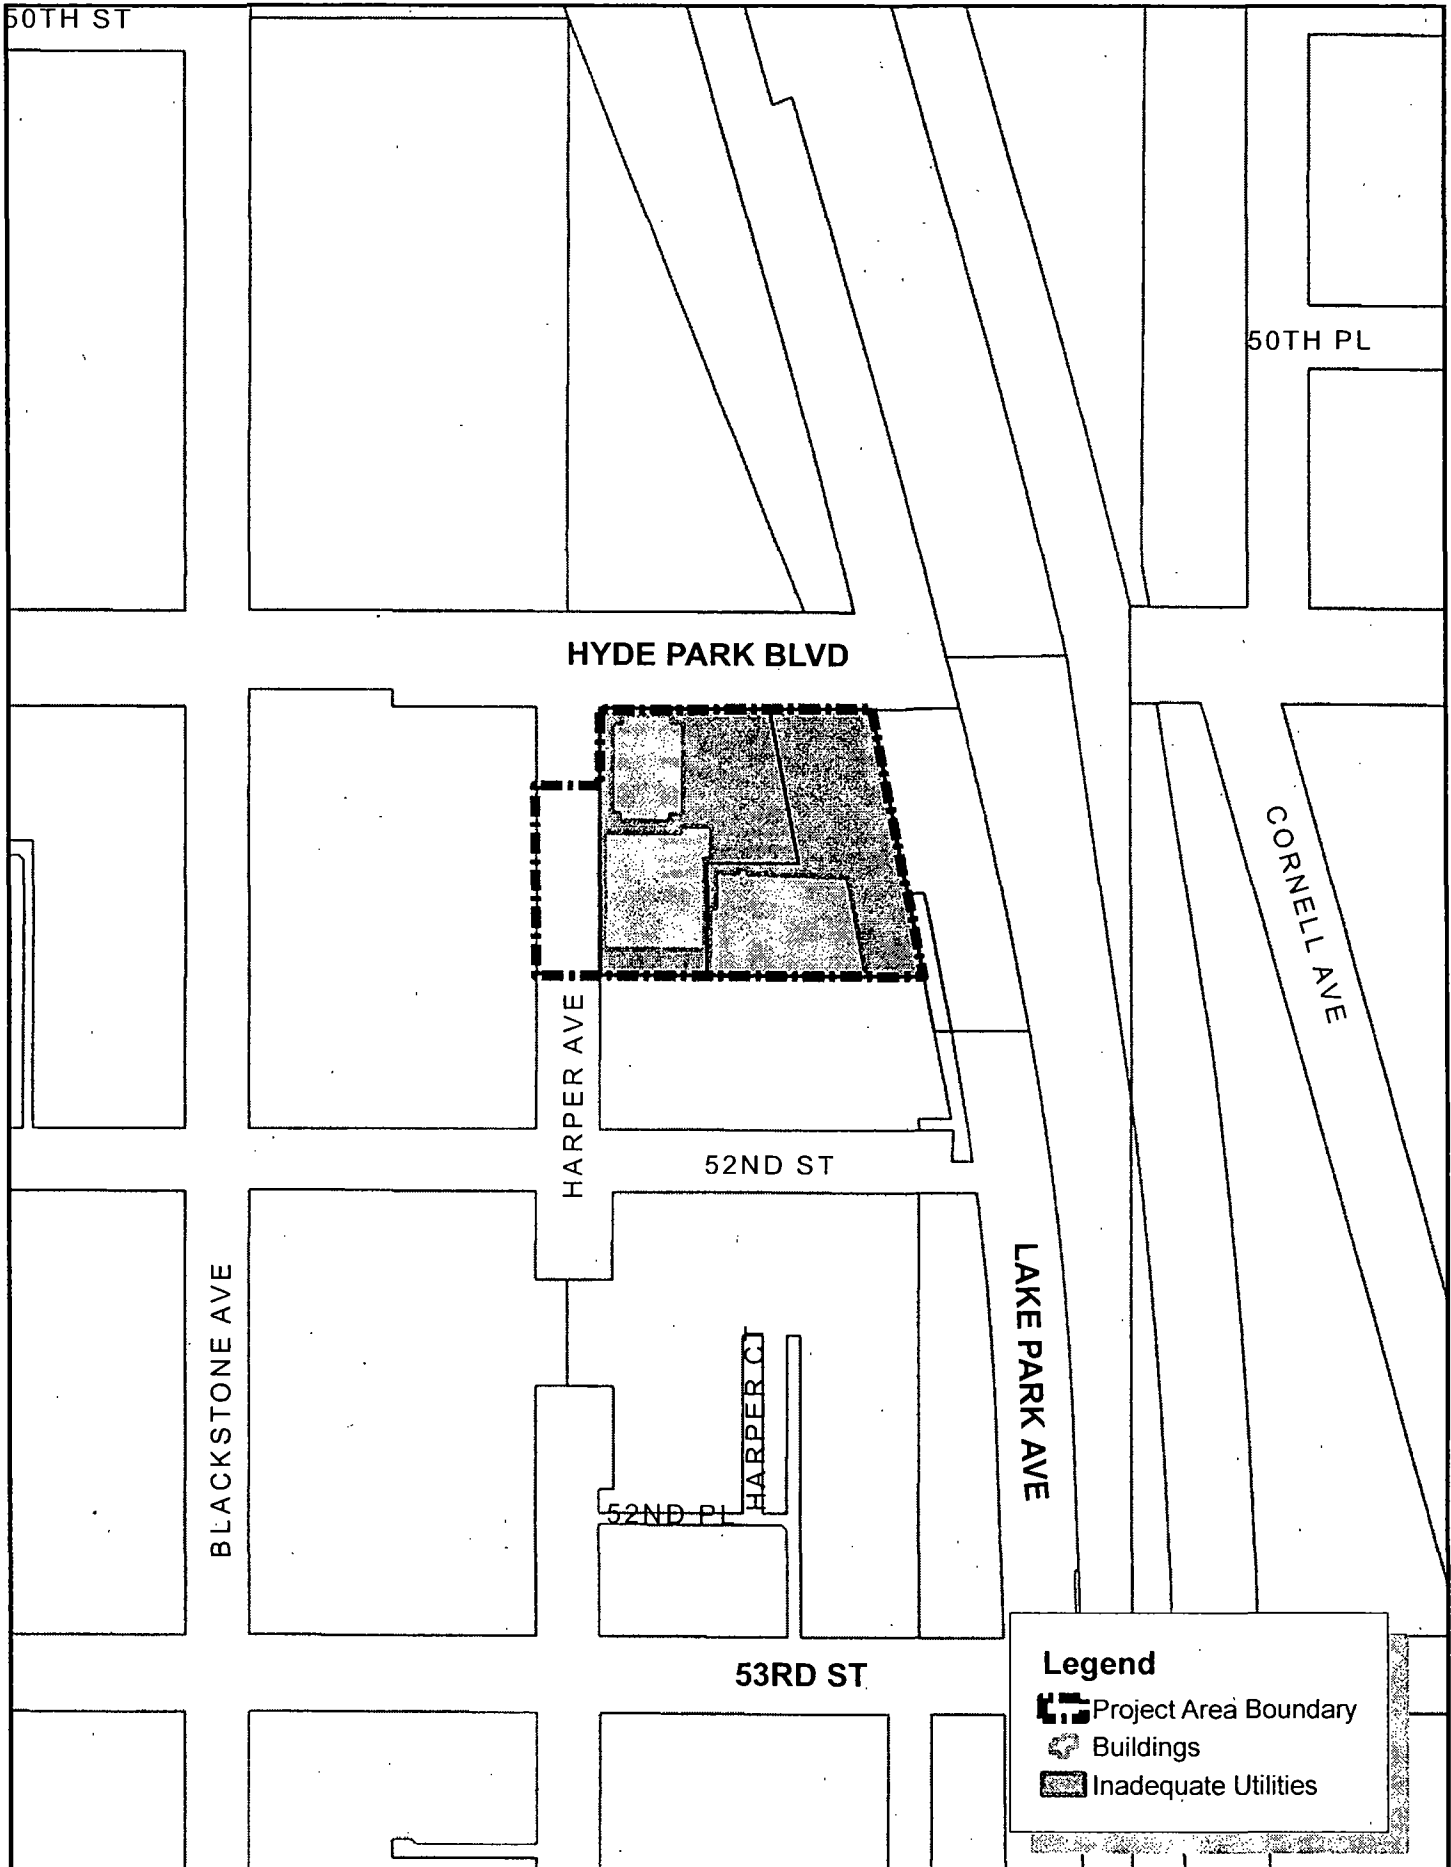 50TH ST
50TH PL
HYDE PARK BLVD
CORNELL AVE
HARPER AVE
52ND ST
BLACKSTONE AVE
LAKE PARK AVE
HARPER CT
52ND PL
53RD ST
Legend
Project Area Boundary
Buildings
Inadequate Utilities